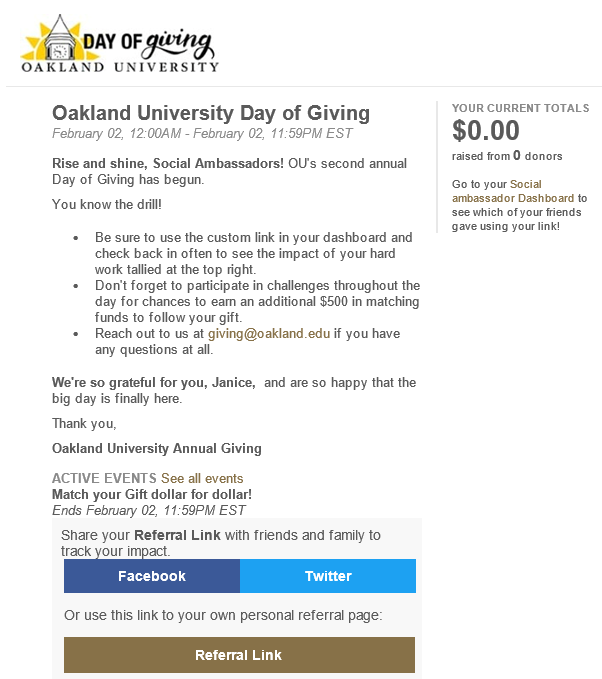 DAY OF giving
OAKLAND UNIVERSITY
Oakland University Day of Giving
February 02, 12:00AM - February 02, 11:59PM EST
Rise and shine, Social Ambassadors! OU's second annual
Day of Giving has begun.
You know the drill!
• Be sure to use the custom link in your dashboard and
check back in often to see the impact of your hard
work tallied at the top right.
• Don't forget to participate in challenges throughout the
day for chances to earn an additional $500 in matching
funds to follow your gift.
• Reach out to us at giving@oakland.edu if you have
any questions at all.
We're so grateful for you, Janice,  and are so happy that the
big day is finally here.
Thank you,
Oakland University Annual Giving
ACTIVE EVENTS See all events
Match your Gift dollar for dollar!
Ends February 02, 11:59PM EST
Share your Referral Link with friends and family to
track your impact.
Facebook
Twitter
Or use this link to your own personal referral page:
Referral Link
YOUR CURRENT TOTALS
$0.00
raised from 0 donors
Go to your Social
ambassador Dashboard to
see which of your friends
gave using your link!